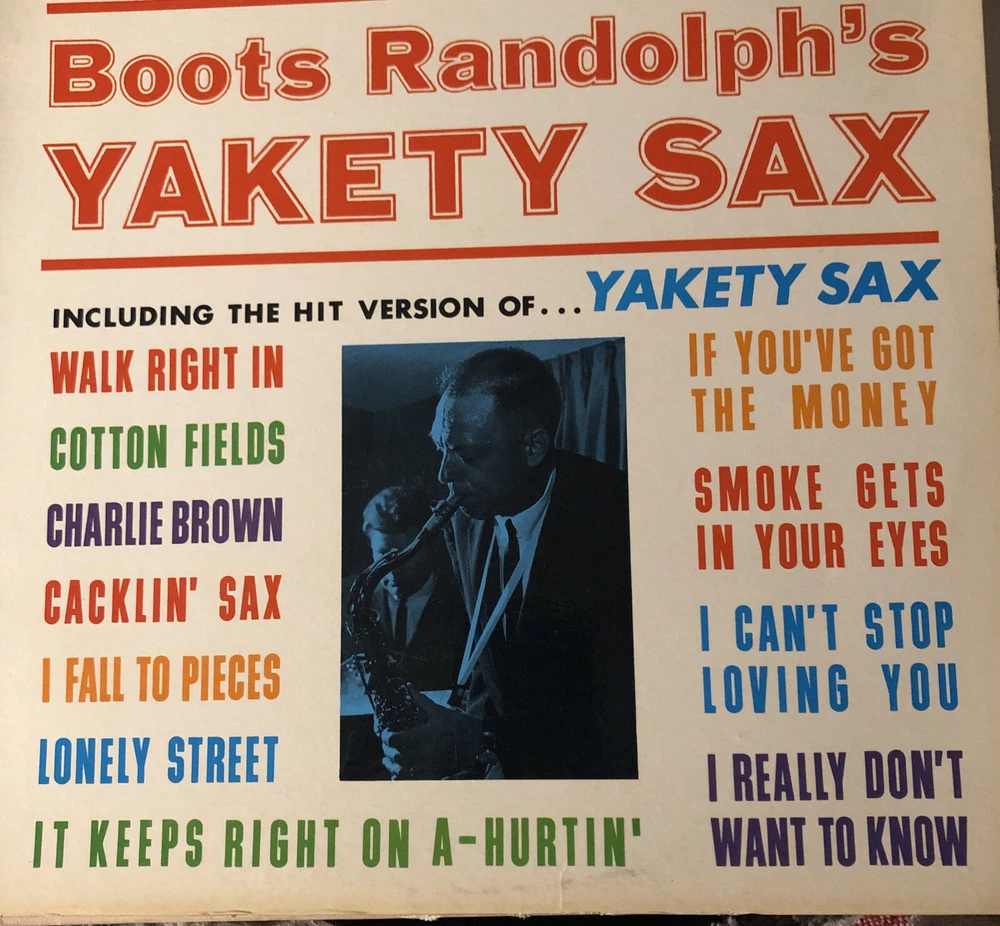 Boots Randolph's
YAKETY SAX
INCLUDING THE HIT VERSION OF... YAKETY SAX
WALK RIGHT IN
COTTON FIELDS
CHARLIE BROWN
CACKLIN' SAX
I FALL TO PIECES
LONELY STREET
IT KEEPS RIGHT ON A-HURTIN'
IF YOU'VE GOT
THE MONEY
SMOKE GETS
IN YOUR EYES
I CAN'T STOP
LOVING YOU
I REALLY DON'T
WANT TO KNOW